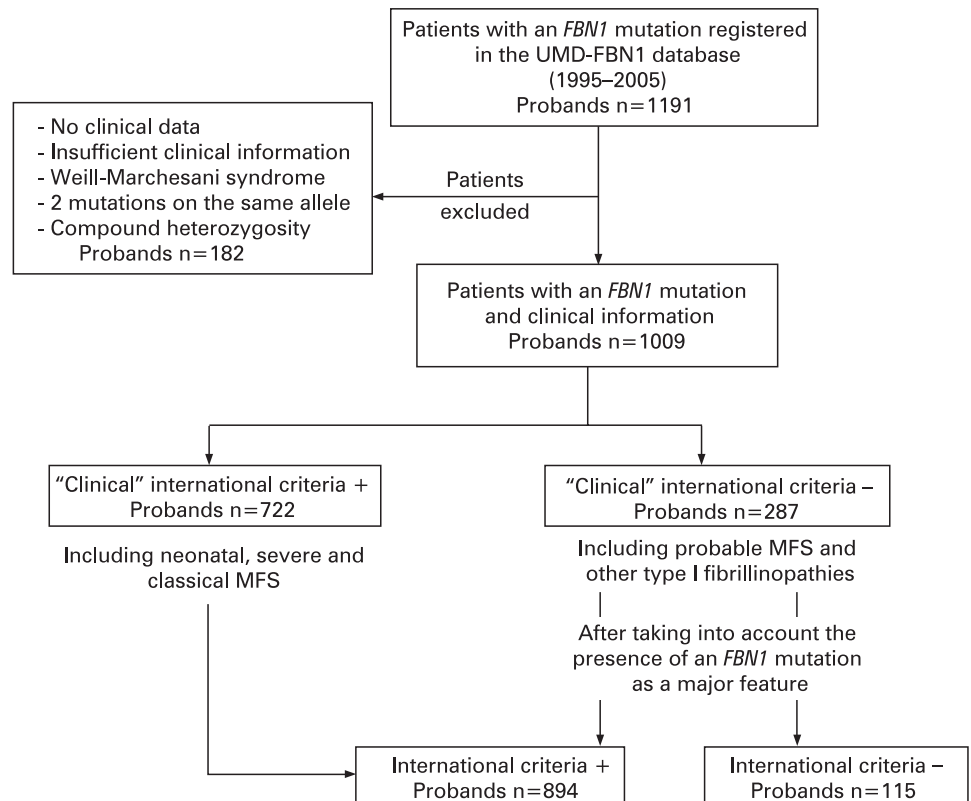 Patients with an FBN1 mutation registered
in the UMD-FBN1 database
(1995–2005)
Probands n=1191
- No clinical data
- Insufficient clinical information
- Weill-Marchesani syndrome
- 2 mutations on the same allele
- Compound heterozygosity
Probands n=182
Patients
excluded
Patients with an FBN1 mutation
and clinical information
Probands n=1009
“Clinical” international criteria +
Probands n=722
“Clinical” international criteria –
Probands n=287
Including neonatal, severe and
classical MFS
Including probable MFS and
other type I fibrillinopathies
After taking into account the
presence of an FBN1 mutation
as a major feature
International criteria +
Probands n=894
International criteria –
Probands n=115